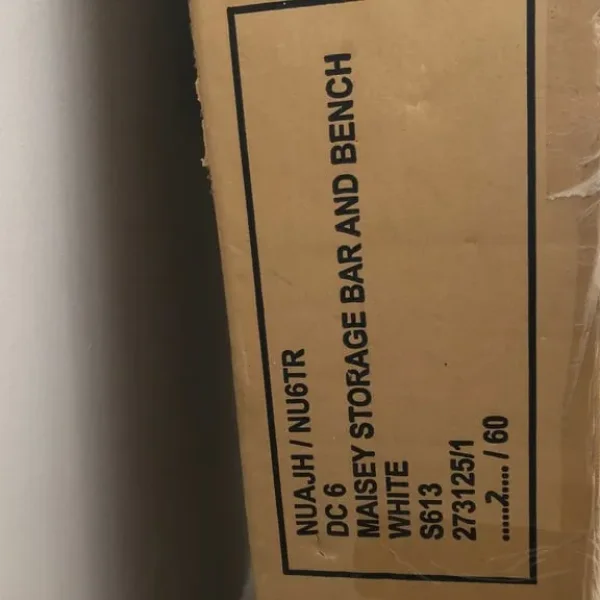 NUAJH / NU6TR
DC 6
MAISEY STORAGE BAR AND BENCH
WHITE
S613
273125/1
.........2........ / 60